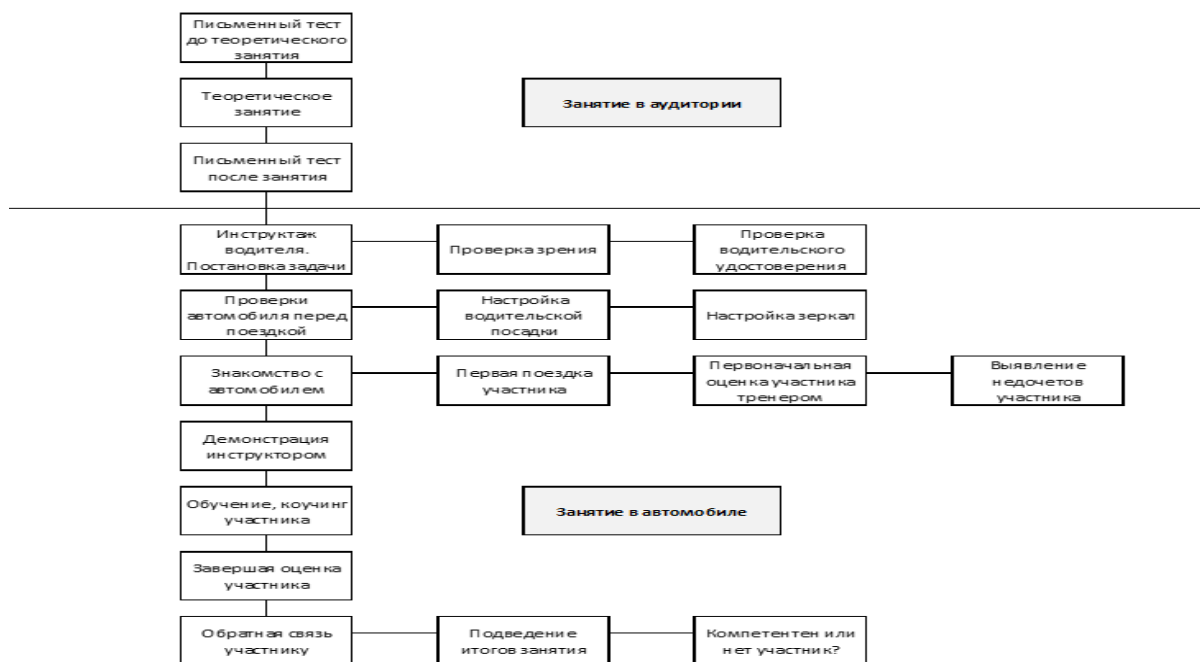 Письменный тест
до теоретического
занятия
Теоретическое
занятие
Занятие в аудитории
Письменный тест
после занятия
Инструктаж
водителя.
Постановка задачи
Проверка зрения
Проверка
водительского
удостоверения
Проверки
автомобиля перед
поездкой
Настройка
водительской
посадки
Настройка зеркал
Знакомство с
автомобилем
Первая поездка
участника
Первоначальная
оценка участника
тренером
Выявление
недочетов
участника
Демонстрация
инструктором
Обучение, коучинг
участника
Занятие в автомобиле
Завершая оценка
участника
Обратная связь
участнику
Подведение
итогов занятия
Компетентен или
нет участник?